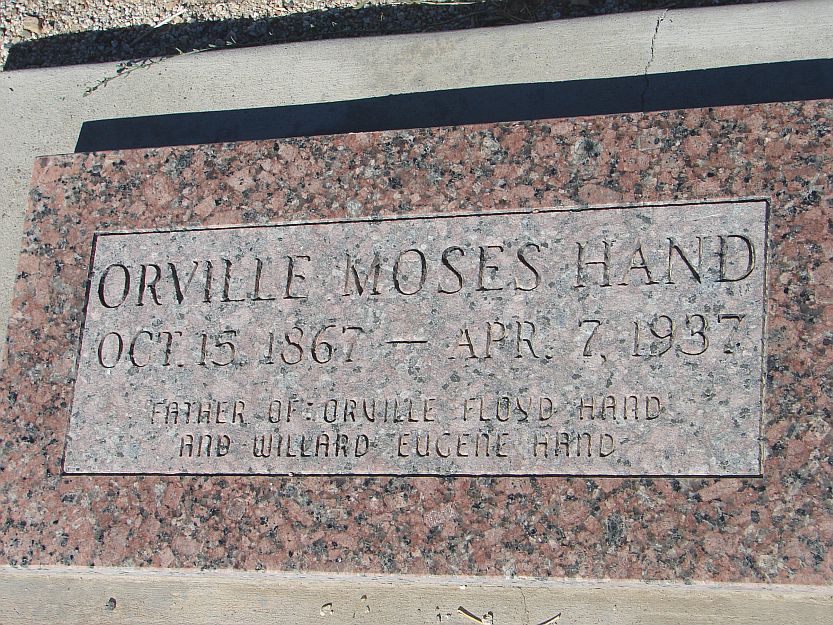 ORVILLE MOSES HAND
OCT. 15 1867 — APR. 7, 1937
FATHER OF: ORVILLE FLOYD HAND
AND WILLARD EUGENE HAND